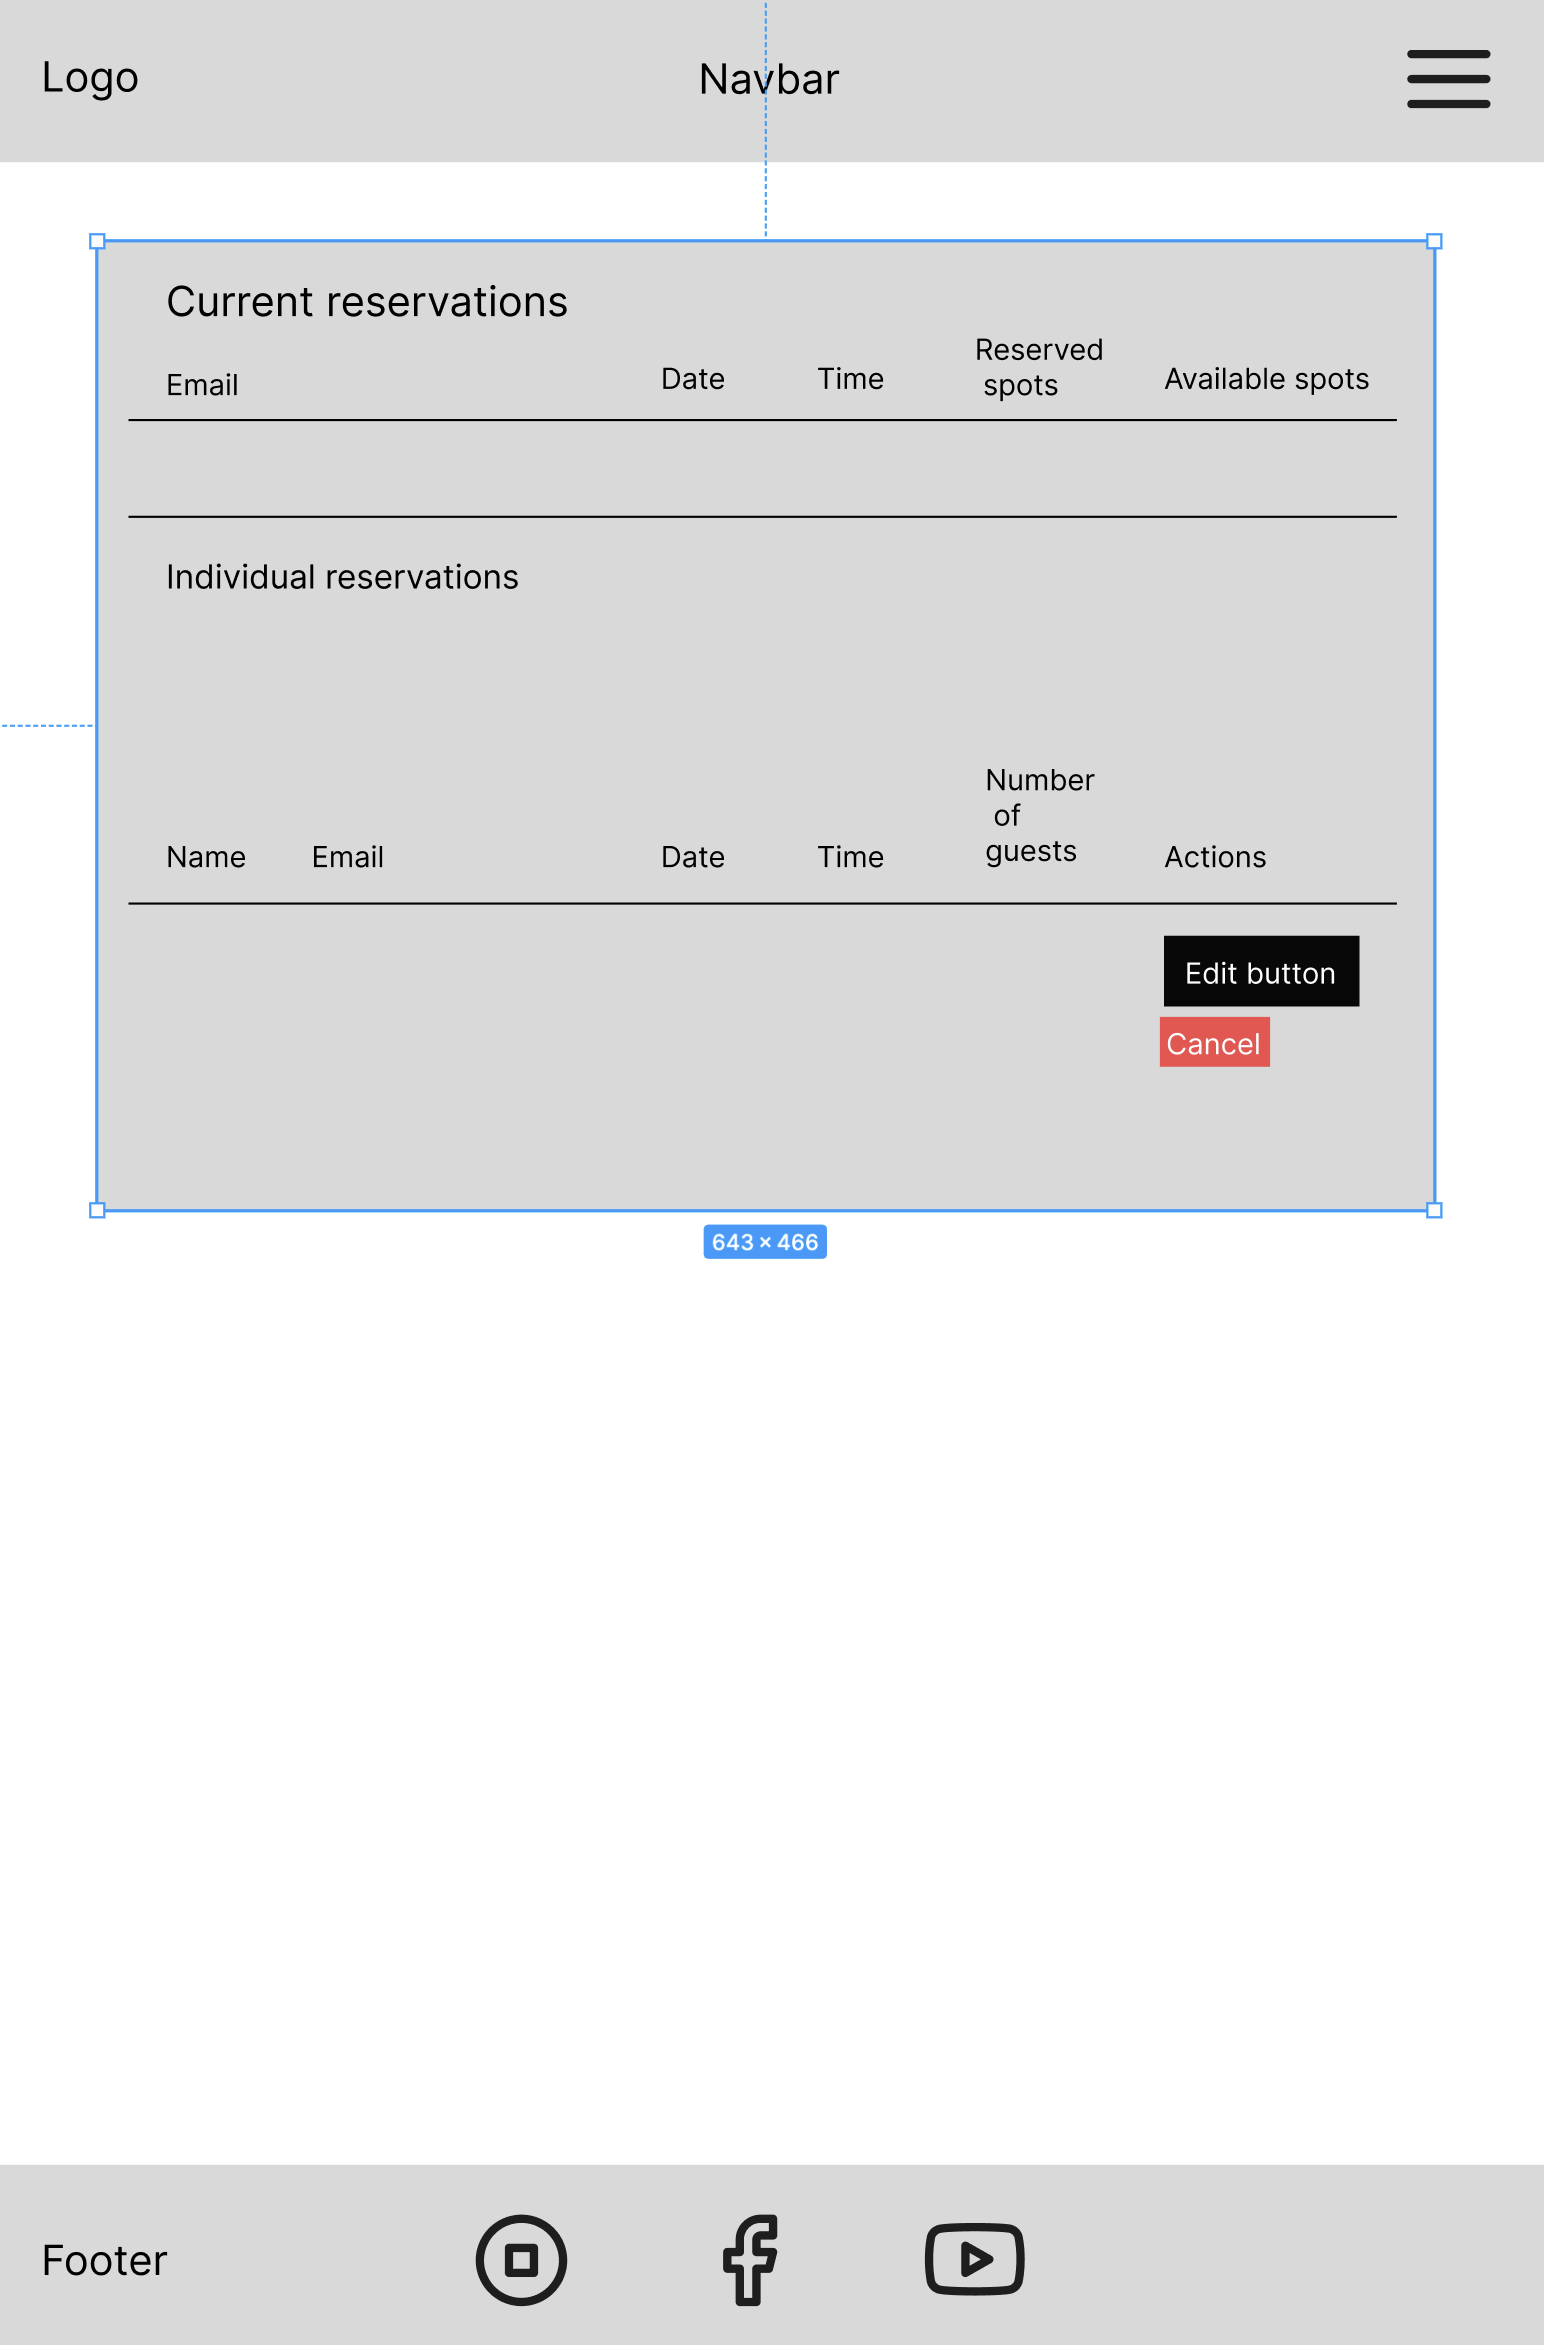 Logo
Navbar
Current reservations
Email
Date
Time
Reserved
spots
Available spots
Individual reservations
Name
Email
Date
Time
Number
of
guests
Actions
Edit button
Cancel
643 × 466
Footer